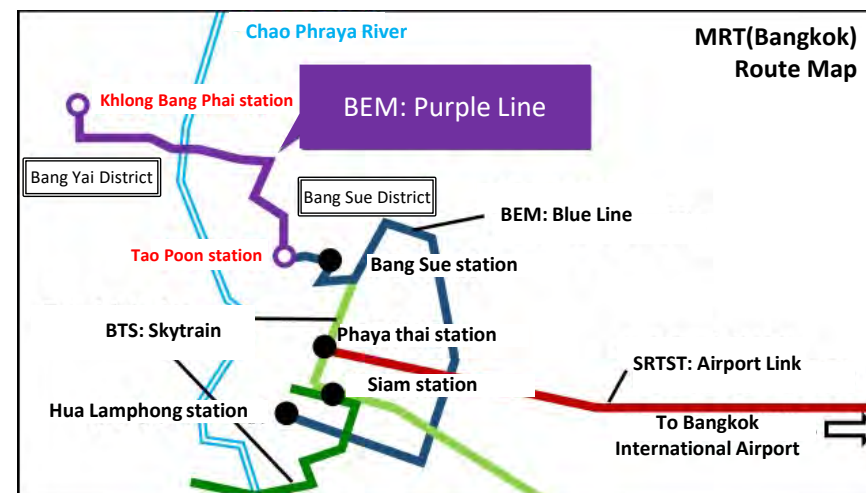 Chao Phraya River
MRT(Bangkok)
Route Map
Khlong Bang Phai station
BEM: Purple Line
Bang Yai District
Bang Sue District
BEM: Blue Line
Tao Poon station
Bang Sue station
BTS: Skytrain
Phaya thai station
SRTST: Airport Link
Siam station
Hua Lamphong station
To Bangkok
International Airport